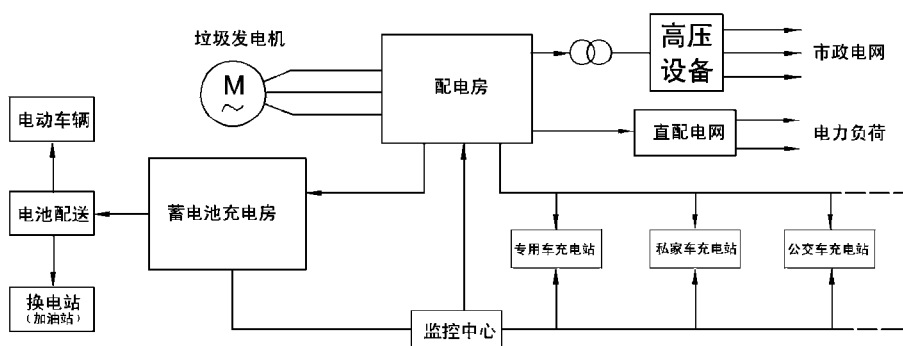 垃圾发电机
M
配电房
高压
设备
市政电网
直配电网
电力负荷
电动车辆
电池配送
蓄电池充电房
换电站
（加油站）
专用车充电站
私家车充电站
公交车充电站
监控中心